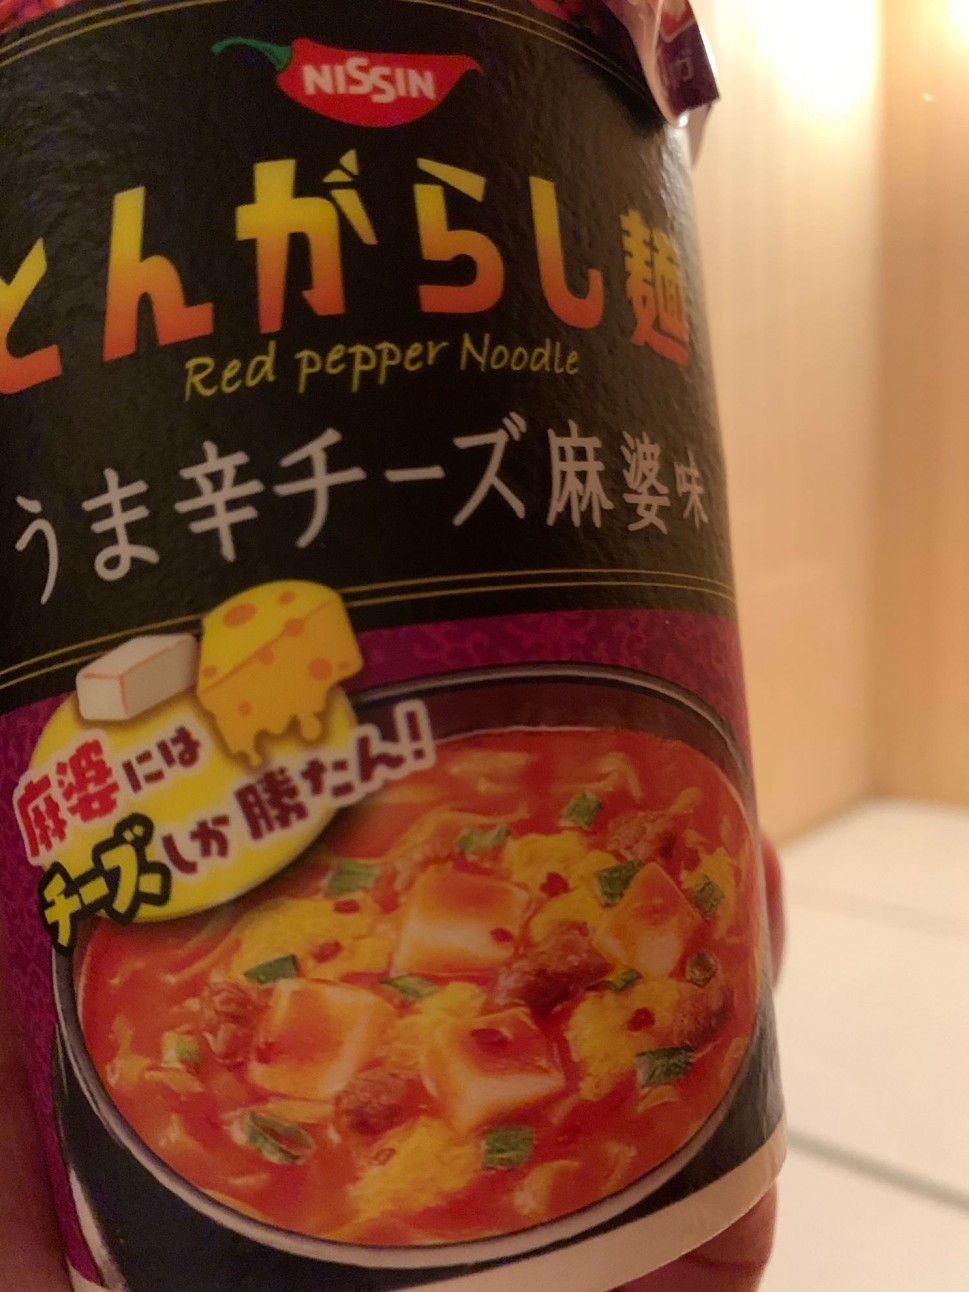 NISSIN
とんがらし麺
Red pepper Noodle
うま辛チーズ麻婆味
麻婆には
チーズしか勝たん!